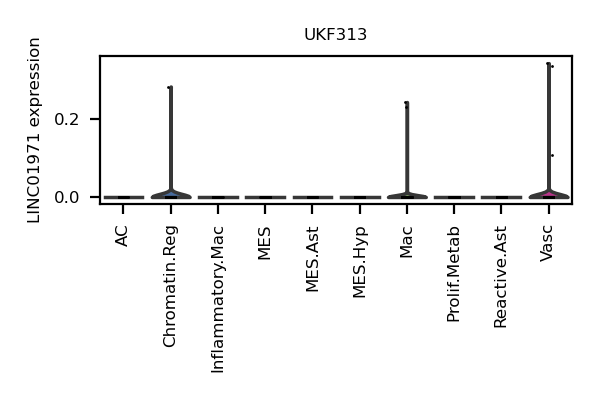 UKF313
LINC01971 expression
0.2
0.0
AC
Chromatin.Reg
Inflammatory.Mac
MES
MES.Ast
MES.Hyp
Mac
Prolif.Metab
Reactive.Ast
Vasc